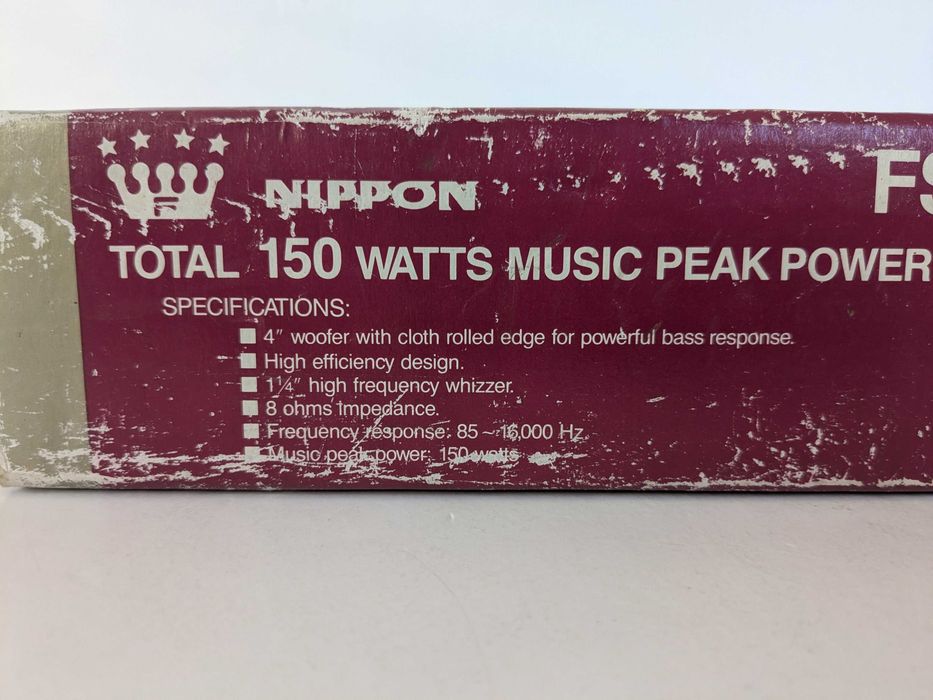 NIPPON
FS
TOTAL 150 WATTS MUSIC PEAK POWER
SPECIFICATIONS:
4" woofer with cloth rolled edge for powerful bass response.
High efficiency design.
1¼" high frequency whizzer.
8 ohms impedance.
Frequency response: 85 ~ 16,000 Hz
Music peak power: 150 watts